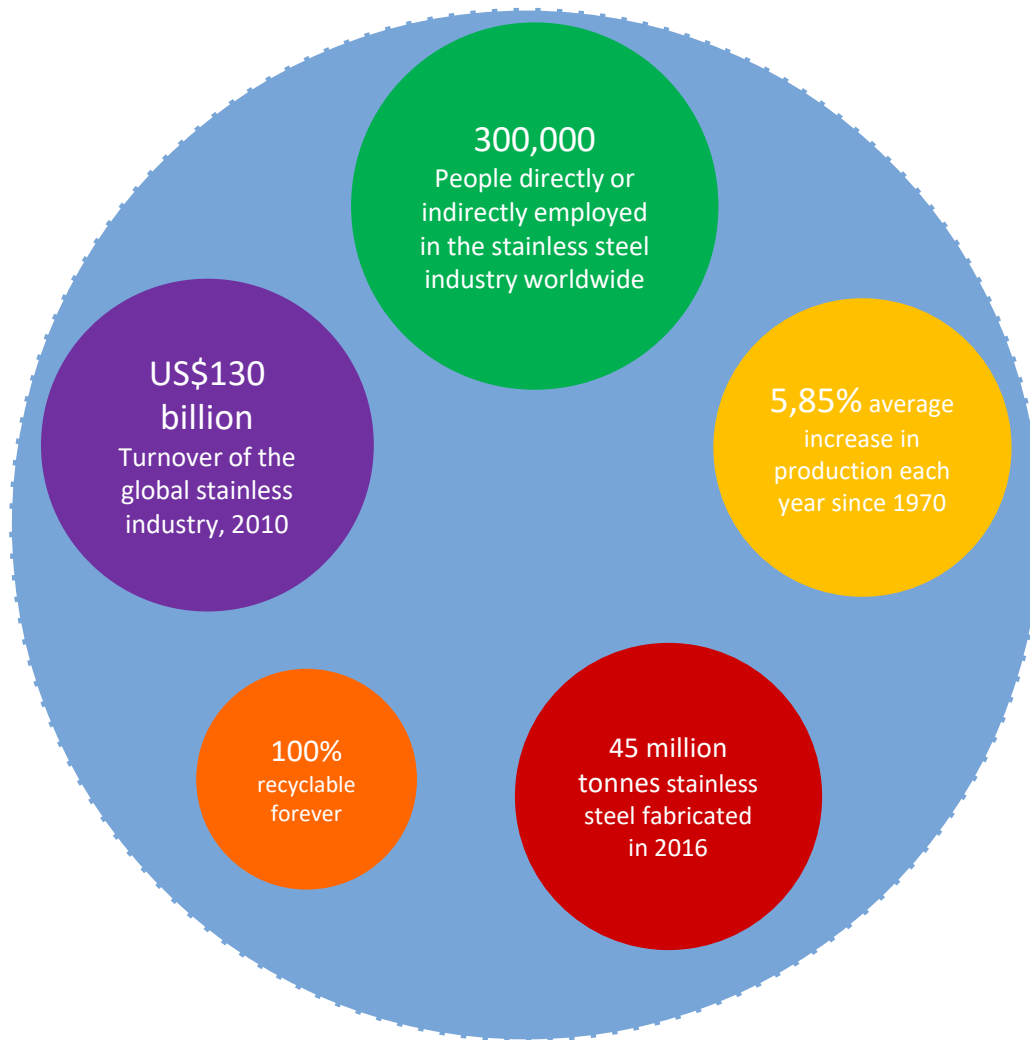 300,000
People directly or
indirectly employed
in the stainless steel
industry worldwide
US$130
billion
Turnover of the
global stainless
industry, 2010
5,85% average
increase in
production each
year since 1970
100%
recyclable
forever
45 million
tonnes stainless
steel fabricated
in 2016